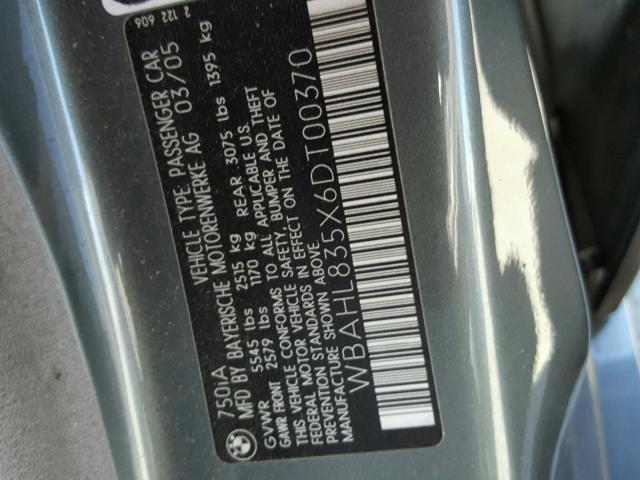 750iA VEHICLE TYPE: PASSENGER CAR
MFD BY BAYERISCHE MOTORENWERKE AG 03/05
GVWR 5545 lbs 2515 kg
GAWR FRONT 2579 lbs 1170 kg REAR 3075 lbs 1395 kg
THIS VEHICLE CONFORMS TO ALL APPLICABLE U.S.
FEDERAL MOTOR VEHICLE SAFETY, BUMPER AND THEFT
PREVENTION STANDARDS IN EFFECT ON THE DATE OF
MANUFACTURE SHOWN ABOVE
WBAHL835X6DT00370
2 122 606